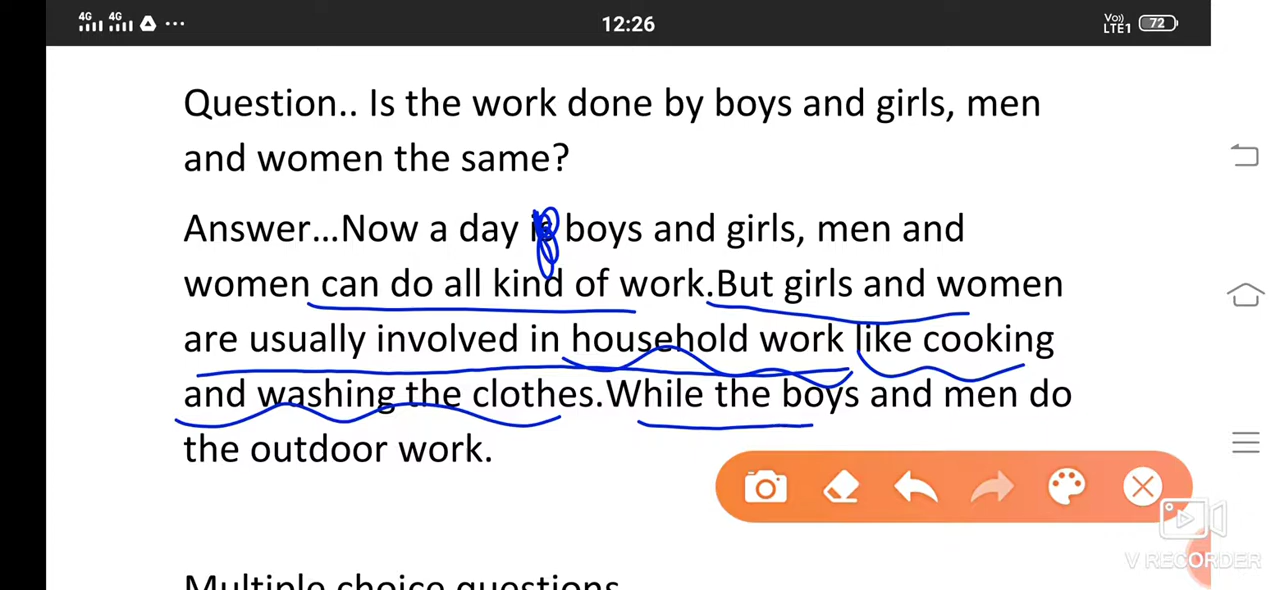 4G 4G ... 12:26 Vo)) LTE1 72
Question.. Is the work done by boys and girls, men
and women the same?
Answer...Now a day boys and girls, men and
women can do all kind of work.But girls and women
are usually involved in household work like cooking
and washing the clothes.While the boys and men do
the outdoor work.
V RECORDER
Multiple choice questions